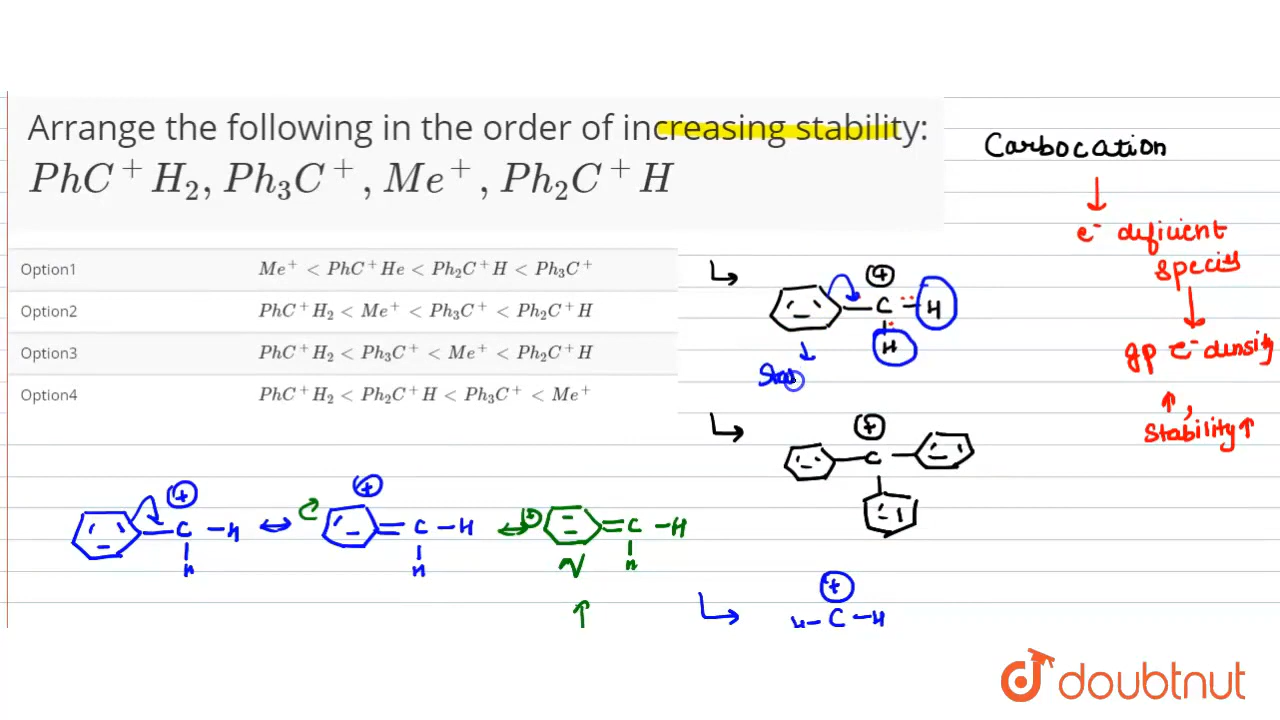 Arrange the following in the order of increasing stability:
PhC⁺H₂, Ph₃C⁺, Me⁺, Ph₂C⁺H
Option1 Me⁺ < PhC⁺He < Ph₂C⁺H < Ph₃C⁺
Option2 PhC⁺H₂ < Me⁺ < Ph₃C⁺ < Ph₂C⁺H
Option3 PhC⁺H₂ < Ph₃C⁺ < Me⁺ < Ph₂C⁺H
Option4 PhC⁺H₂ < Ph₂C⁺H < Ph₃C⁺ < Me⁺
Carbocation
↓
e⁻ deficient
species
↓
gp e⁻ density
↑,
Stability↑
(+)
C – H
H
(+)
C
(+)
C – H
H
↔
(+)
C – H
H
↔
(+)
C – H
H
↑
(+)
H – C – H
doubtnut